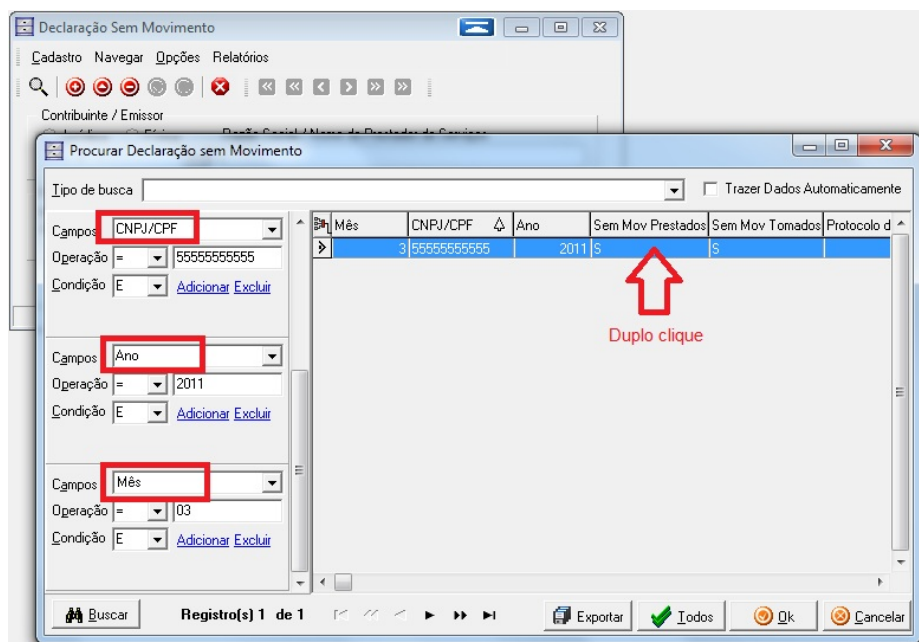 Declaração Sem Movimento
Cadastro Navegar Opções Relatórios
Contribuinte / Emissor
Procurar Declaração sem Movimento
Tipo de busca
Trazer Dados Automaticamente
Campos CNPJ/CPF
Operação = 55555555555
Condição E Adicionar Excluir
Campos Ano
Operação = 2011
Condição E Adicionar Excluir
Campos Mês
Operação = 03
Condição E Adicionar Excluir
Mês CNPJ/CPF Ano Sem Mov Prestados Sem Mov Tomados Protocolo d
3 55555555555 2011 S S
Duplo clique
Buscar Registro(s) 1 de 1 Exportar Todos Ok Cancelar